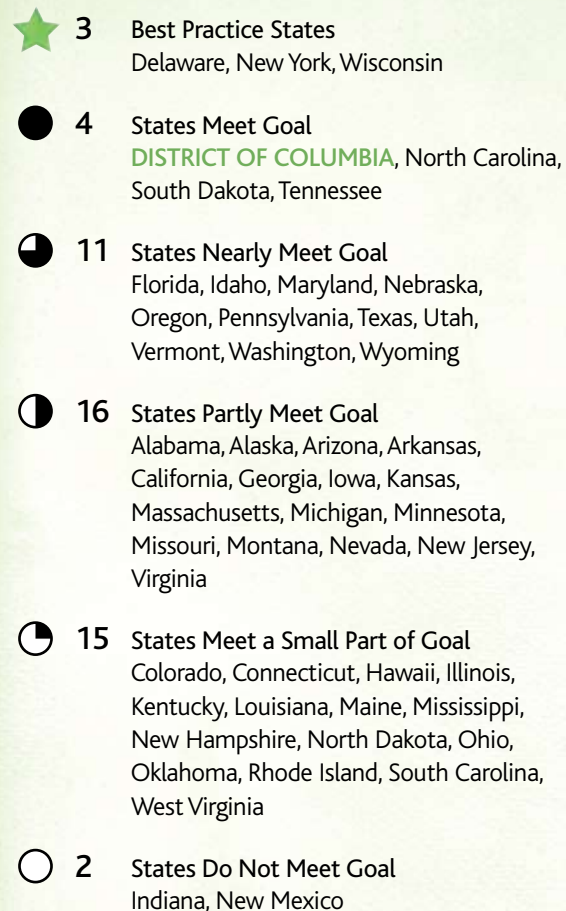 3 Best Practice States
Delaware, New York, Wisconsin
4 States Meet Goal
DISTRICT OF COLUMBIA, North Carolina,
South Dakota, Tennessee
11 States Nearly Meet Goal
Florida, Idaho, Maryland, Nebraska,
Oregon, Pennsylvania, Texas, Utah,
Vermont, Washington, Wyoming
16 States Partly Meet Goal
Alabama, Alaska, Arizona, Arkansas,
California, Georgia, Iowa, Kansas,
Massachusetts, Michigan, Minnesota,
Missouri, Montana, Nevada, New Jersey,
Virginia
15 States Meet a Small Part of Goal
Colorado, Connecticut, Hawaii, Illinois,
Kentucky, Louisiana, Maine, Mississippi,
New Hampshire, North Dakota, Ohio,
Oklahoma, Rhode Island, South Carolina,
West Virginia
2 States Do Not Meet Goal
Indiana, New Mexico